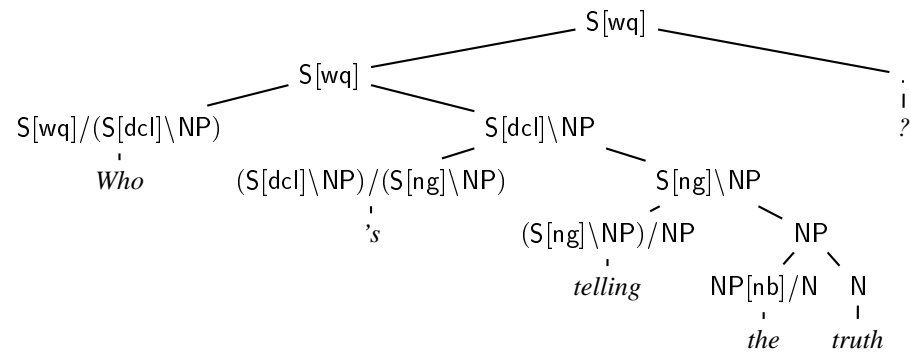 S[wq]
S[wq] .
S[wq]/(S[dcl]\NP) S[dcl]\NP ?
Who (S[dcl]\NP)/(S[ng]\NP) S[ng]\NP
's (S[ng]\NP)/NP NP
telling NP[nb]/N N
the truth